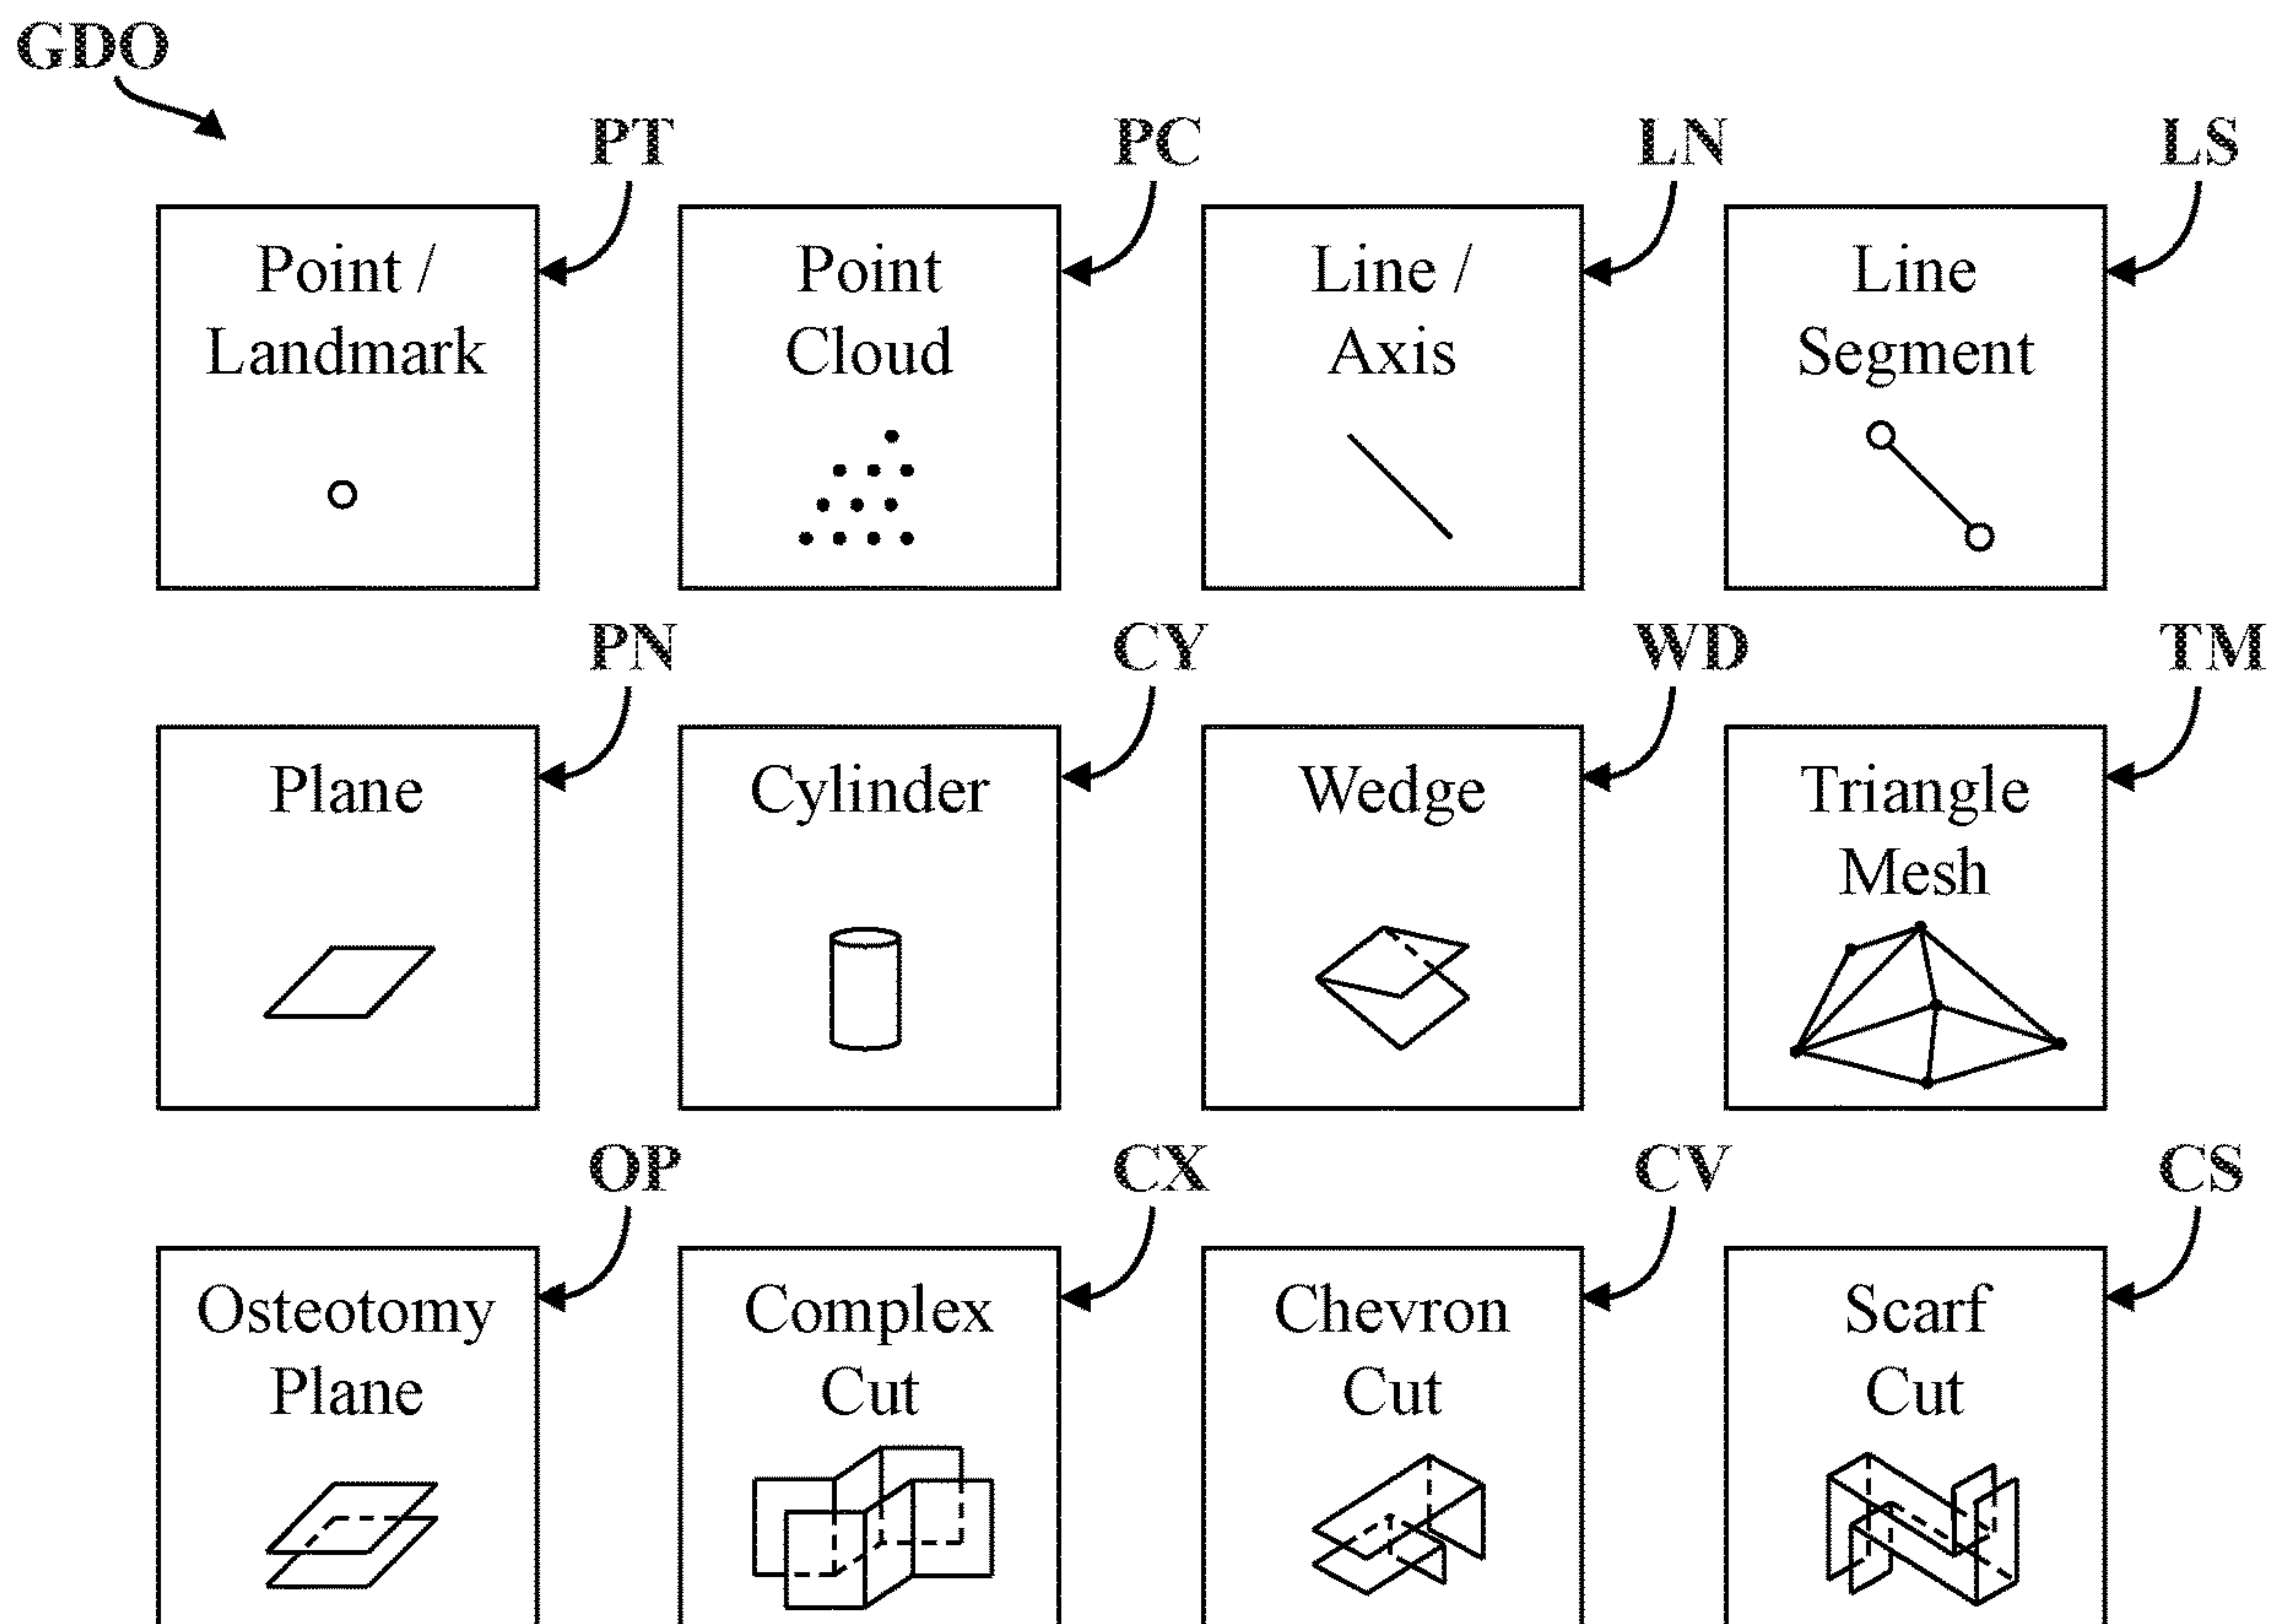 GDO
PT
PC
LN
LS
Point /
Landmark
Point
Cloud
Line /
Axis
Line
Segment
PN
CY
WD
TM
Plane
Cylinder
Wedge
Triangle
Mesh
OP
CX
CV
CS
Osteotomy
Plane
Complex
Cut
Chevron
Cut
Scarf
Cut